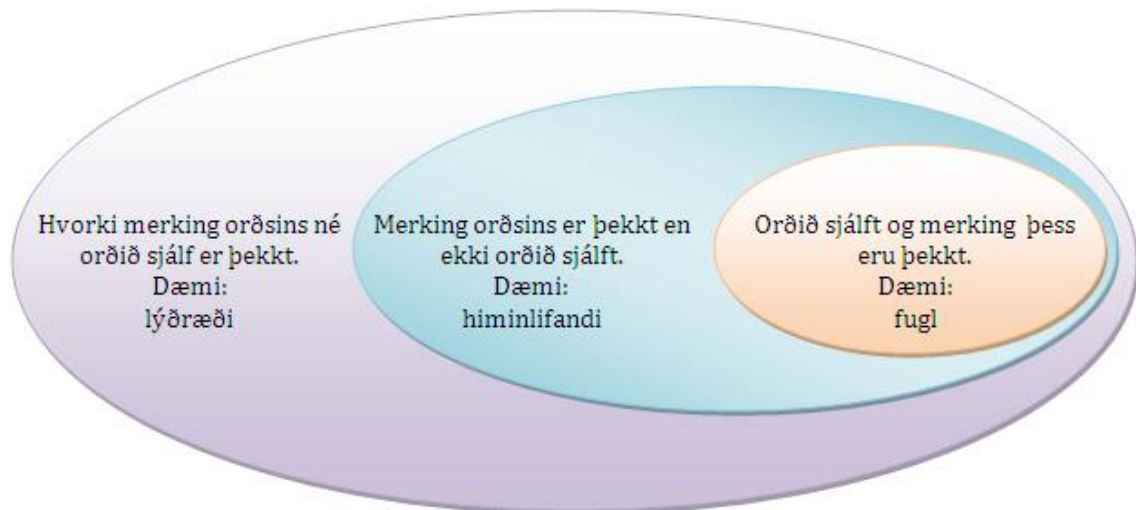 Hvorki merking orðsins né
orðið sjálf er þekkt.
Dæmi:
lýðræði
Merking orðsins er þekkt en
ekki orðið sjálft.
Dæmi:
himinlifandi
Orðið sjálft og merking þess
eru þekkt.
Dæmi:
fugl